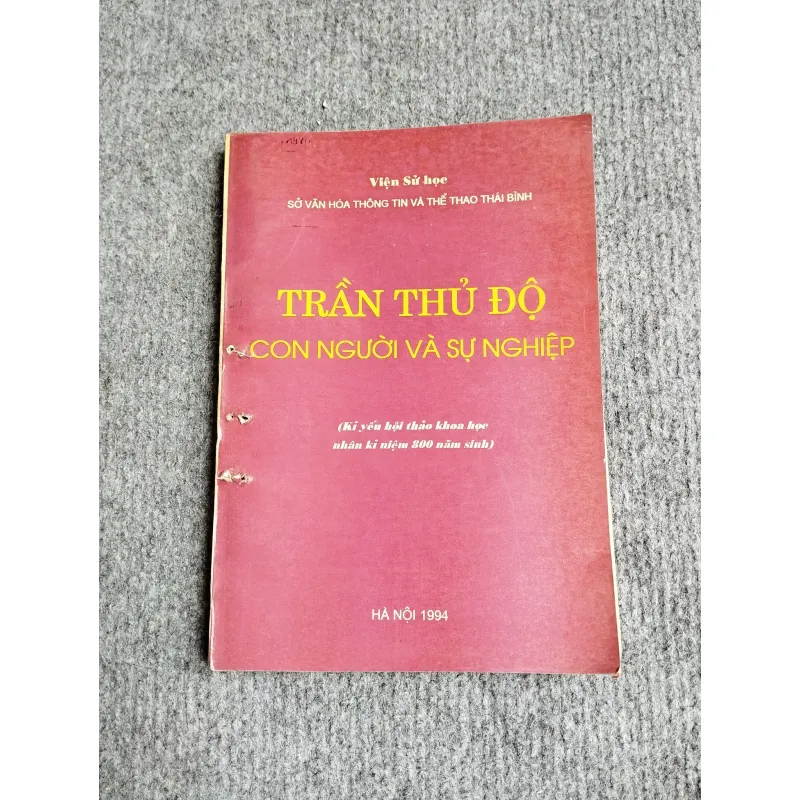 Viện Sử học
SỞ VĂN HÓA THÔNG TIN VÀ THỂ THAO THÁI BÌNH
TRẦN THỦ ĐỘ
CON NGƯỜI VÀ SỰ NGHIỆP
(Kỉ yếu hội thảo khoa học
nhân kỉ niệm 800 năm sinh)
HÀ NỘI 1994